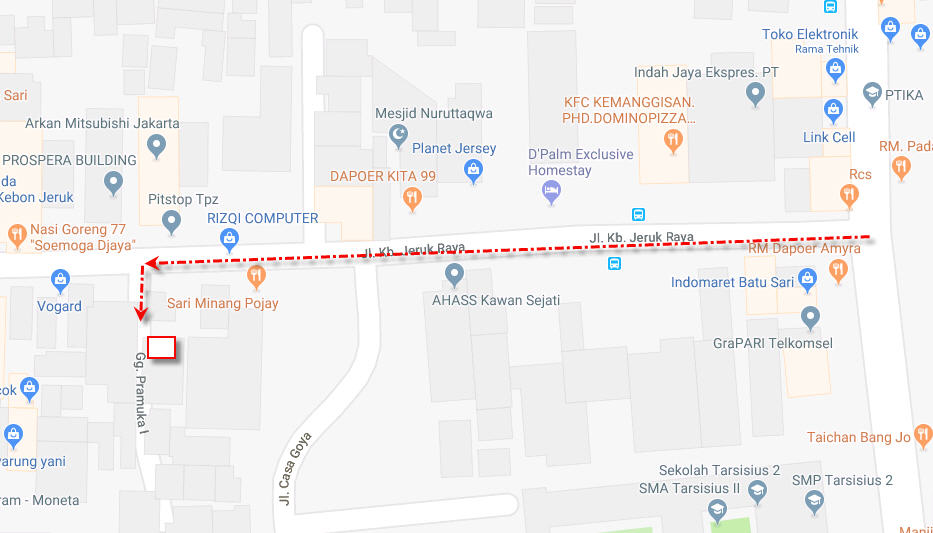 Toko Elektronik
Rama Tehnik
Indah Jaya Ekspres. PT
PTIKA
Sari
KFC KEMANGGISAN.
PHD.DOMINOPIZZA...
Mesjid Nuruttaqwa
Arkan Mitsubishi Jakarta
Link Cell
Planet Jersey
RM. Pada
D'Palm Exclusive
Homestay
PROSPERA BUILDING
DAPOER KITA 99
Rcs
da
Kebon Jeruk
Pitstop Tpz
RIZQI COMPUTER
Nasi Goreng 77
"Soemoga Djaya"
Jl. Kb. Jeruk Raya
Jl. Kb. Jeruk Raya
RM Dapoer Amyra
Indomaret Batu Sari
Vogard
Sari Minang Pojay
AHASS Kawan Sejati
GraPARI Telkomsel
Gg. Pramuka I
cok
Taichan Bang Jo
Jl. Casa Goya
warung yani
Sekolah Tarsisius 2
SMA Tarsisius II
SMP Tarsisius 2
ram - Moneta